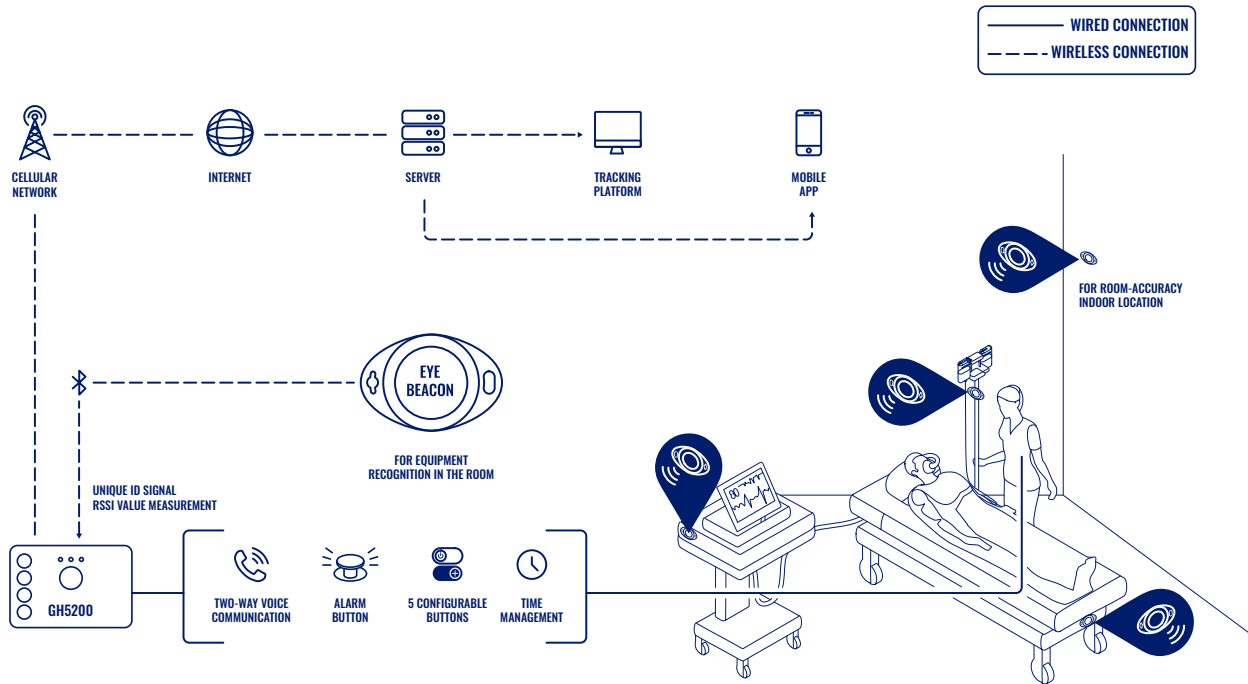 WIRED CONNECTION
WIRELESS CONNECTION
CELLULAR
NETWORK
INTERNET
SERVER
TRACKING
PLATFORM
MOBILE
APP
FOR ROOM-ACCURACY
INDOOR LOCATION
EYE
BEACON
FOR EQUIPMENT
RECOGNITION IN THE ROOM
UNIQUE ID SIGNAL
RSSI VALUE MEASUREMENT
GH5200
TWO-WAY VOICE
COMMUNICATION
ALARM
BUTTON
5 CONFIGURABLE
BUTTONS
TIME
MANAGEMENT